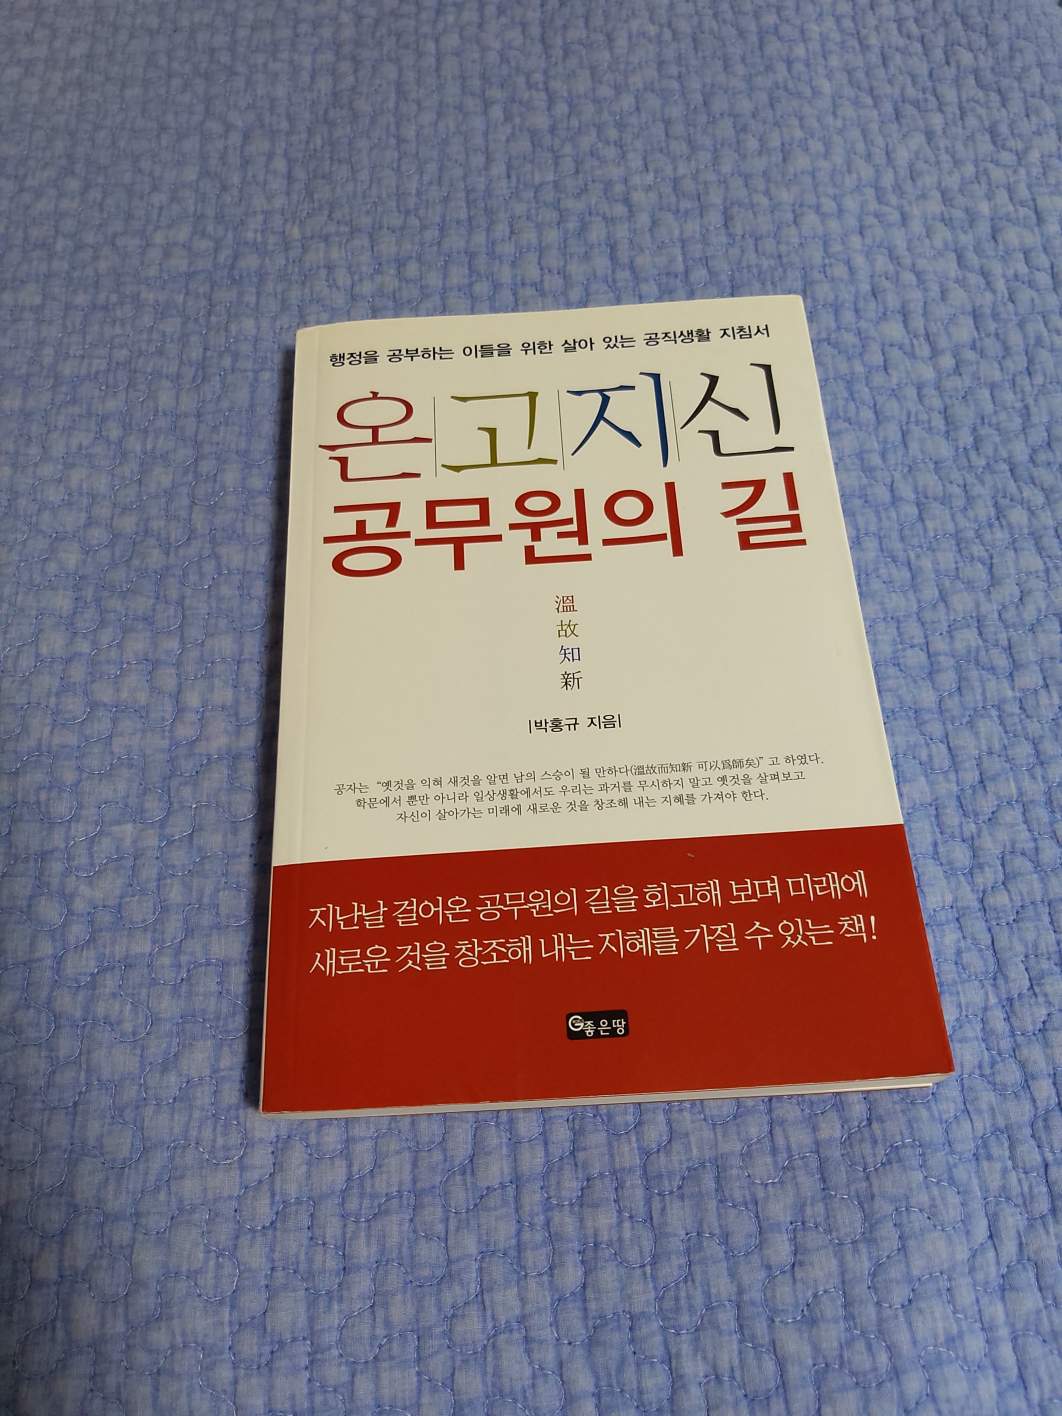 행정을 공부하는 이들을 위한 살아 있는 공직생활 지침서
온고지신
공무원의 길
溫
故
知
新
|박홍규 지음|
공자는 “옛것을 익혀 새것을 알면 남의 스승이 될 만하다(溫故而知新 可以爲師矣)”고 하였다.
학문에서 뿐만 아니라 일상생활에서도 우리는 과거를 무시하지 말고 옛것을 살펴보고
자신이 살아가는 미래에 새로운 것을 창조해 내는 지혜를 가져야 한다.
지난날 걸어온 공무원의 길을 회고해 보며 미래에
새로운 것을 창조해 내는 지혜를 가질 수 있는 책!
좋은땅